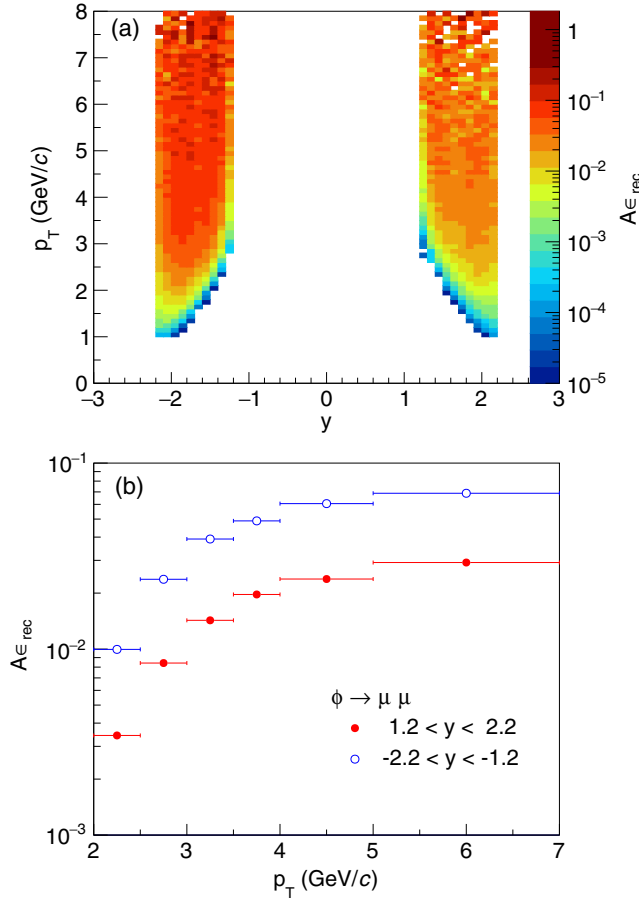 (a)
8
7
6
5
4
3
2
1
0
p_T (GeV/c)
−3 −2 −1 0 1 2 3
y
1
10⁻¹
10⁻²
10⁻³
10⁻⁴
10⁻⁵
A∈_rec
(b)
10⁻¹
10⁻²
10⁻³
A∈_rec
ϕ → μ μ
1.2 < y < 2.2
-2.2 < y < -1.2
2 3 4 5 6 7
p_T (GeV/c)